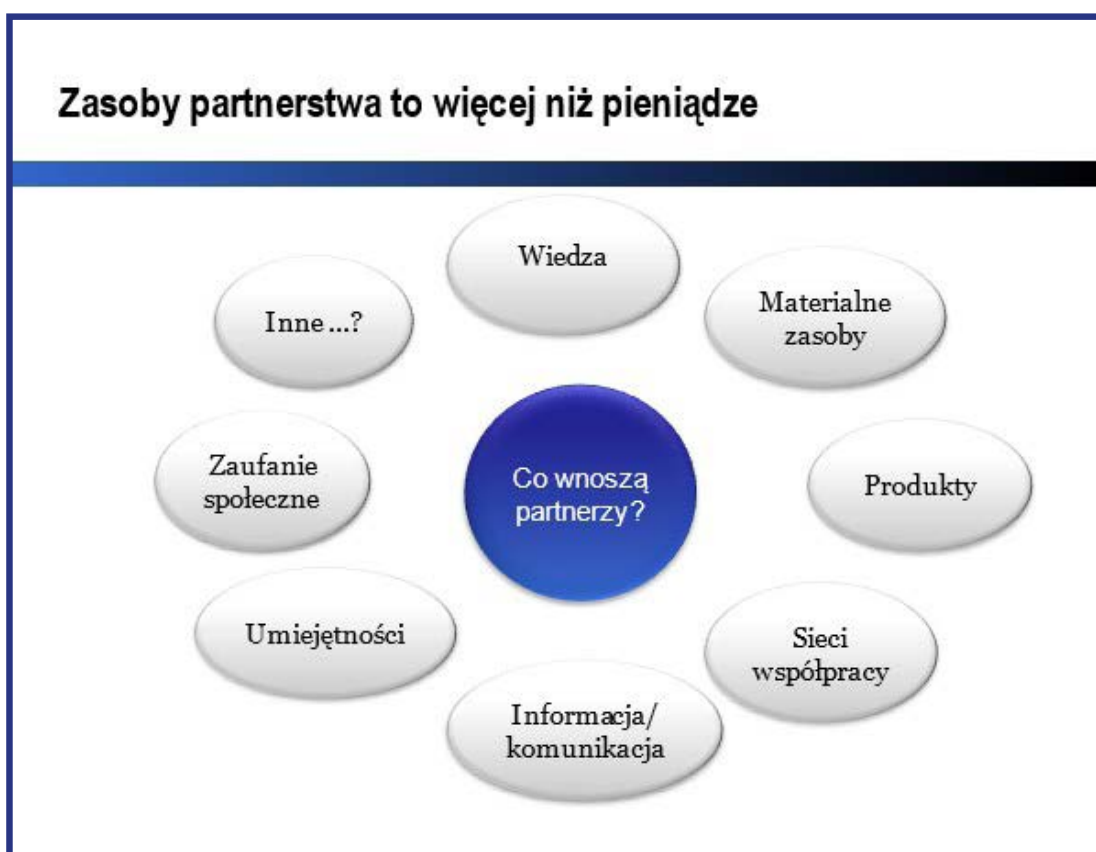 Zasoby partnerstwa to więcej niż pieniądze
Wiedza
Materialne
zasoby
Inne ...?
Produkty
Zaufanie
społeczne
Co wnoszą
partnerzy?
Sieci
współpracy
Umiejętności
Informacja/
komunikacja